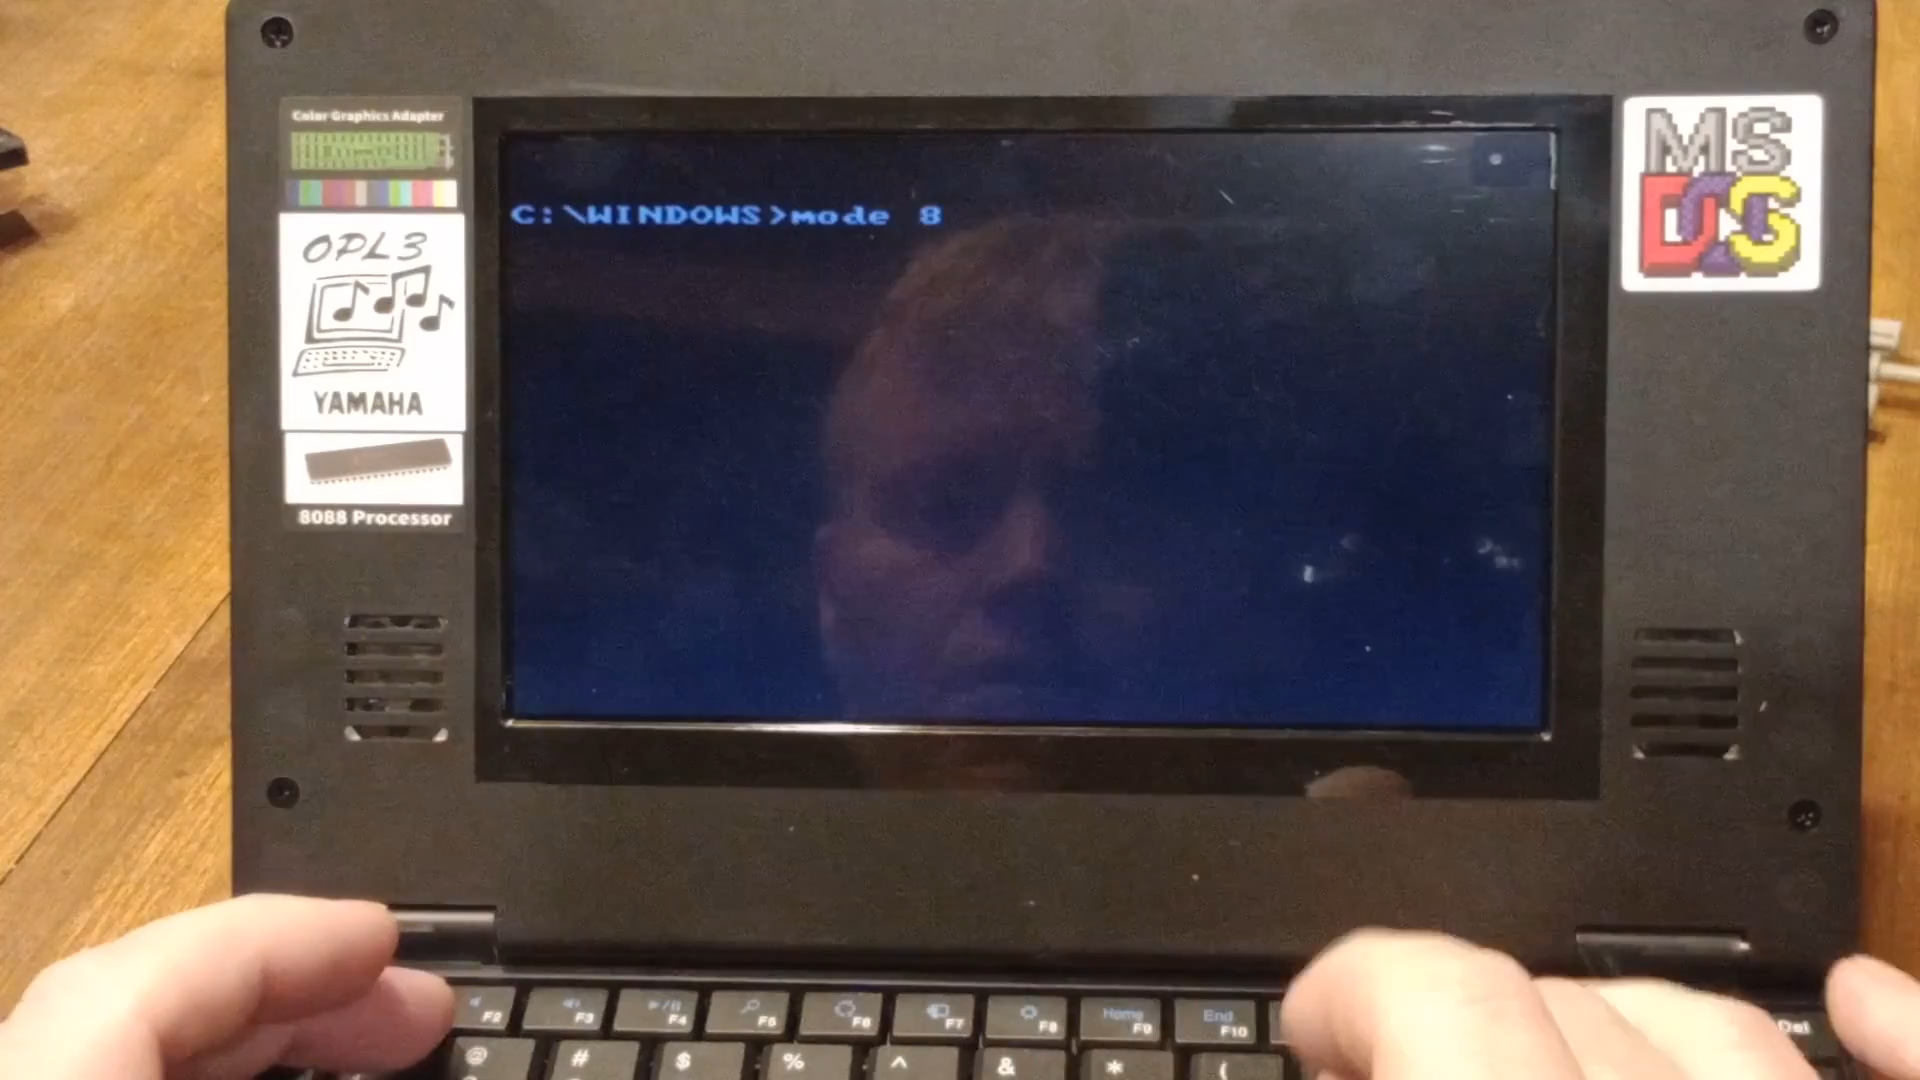 Color Graphics Adapter
OPL3
YAMAHA
8088 Processor
MS
DOS
C:\WINDOWS>mode 8
F2
F3
F4
F5
F6
F7
F8
Home
F9
End
F10
Del
@
#
$
%
^
&
*
(